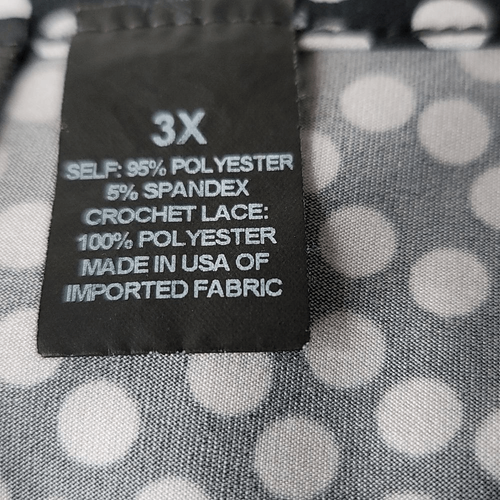 3X
SELF: 95% POLYESTER
5% SPANDEX
CROCHET LACE:
100% POLYESTER
MADE IN USA OF
IMPORTED FABRIC